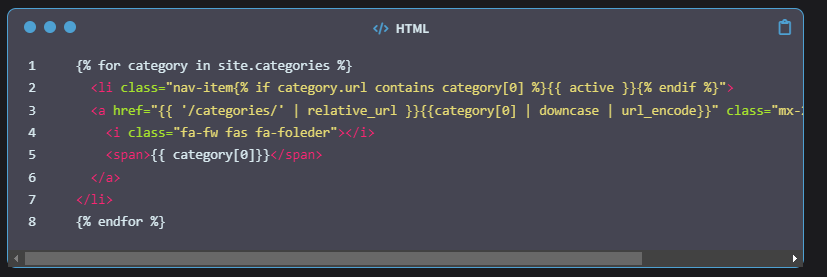 HTML
1 {% for category in site.categories %}
2 <li class="nav-item{% if category.url contains category[0] %}{{ active }}{% endif %}">
3 <a href="{{ '/categories/' | relative_url }}{{category[0] | downcase | url_encode}}" class="mx-
4 <i class="fa-fw fas fa-foleder"></i>
5 <span>{{ category[0]}}</span>
6 </a>
7 </li>
8 {% endfor %}